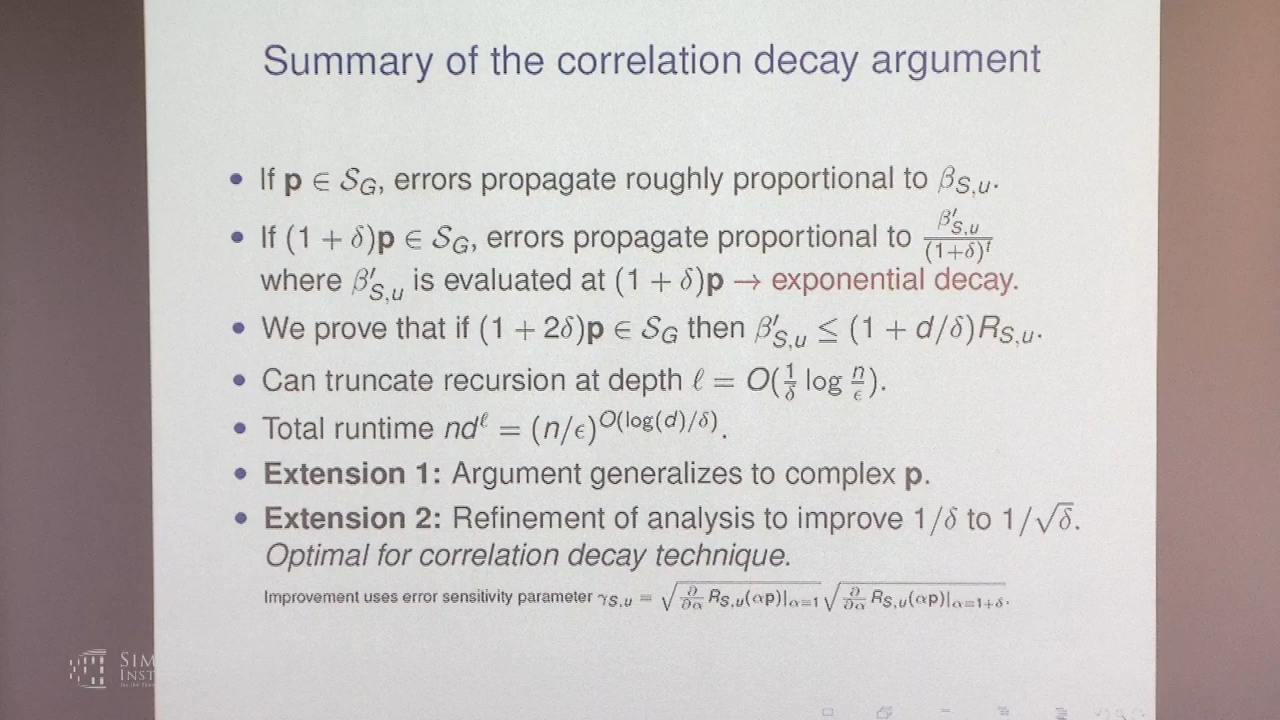 Summary of the correlation decay argument
• If p ∈ S_G, errors propagate roughly proportional to β_{S,u}.
• If (1 + δ)p ∈ S_G, errors propagate proportional to β′_{S,u}/(1+δ)^ℓ
where β′_{S,u} is evaluated at (1 + δ)p → exponential decay.
• We prove that if (1 + 2δ)p ∈ S_G then β′_{S,u} ≤ (1 + d/δ)R_{S,u}.
• Can truncate recursion at depth ℓ = O(1/δ log n/ϵ).
• Total runtime nd^ℓ = (n/ϵ)^{O(log(d)/δ)}.
• Extension 1: Argument generalizes to complex p.
• Extension 2: Refinement of analysis to improve 1/δ to 1/√δ.
Optimal for correlation decay technique.
Improvement uses error sensitivity parameter γ_{S,u} = √(∂/∂α R_{S,u}(αp)|_{α=1}) √(∂/∂α R_{S,u}(αp)|_{α=1+δ}).
SIM
INST